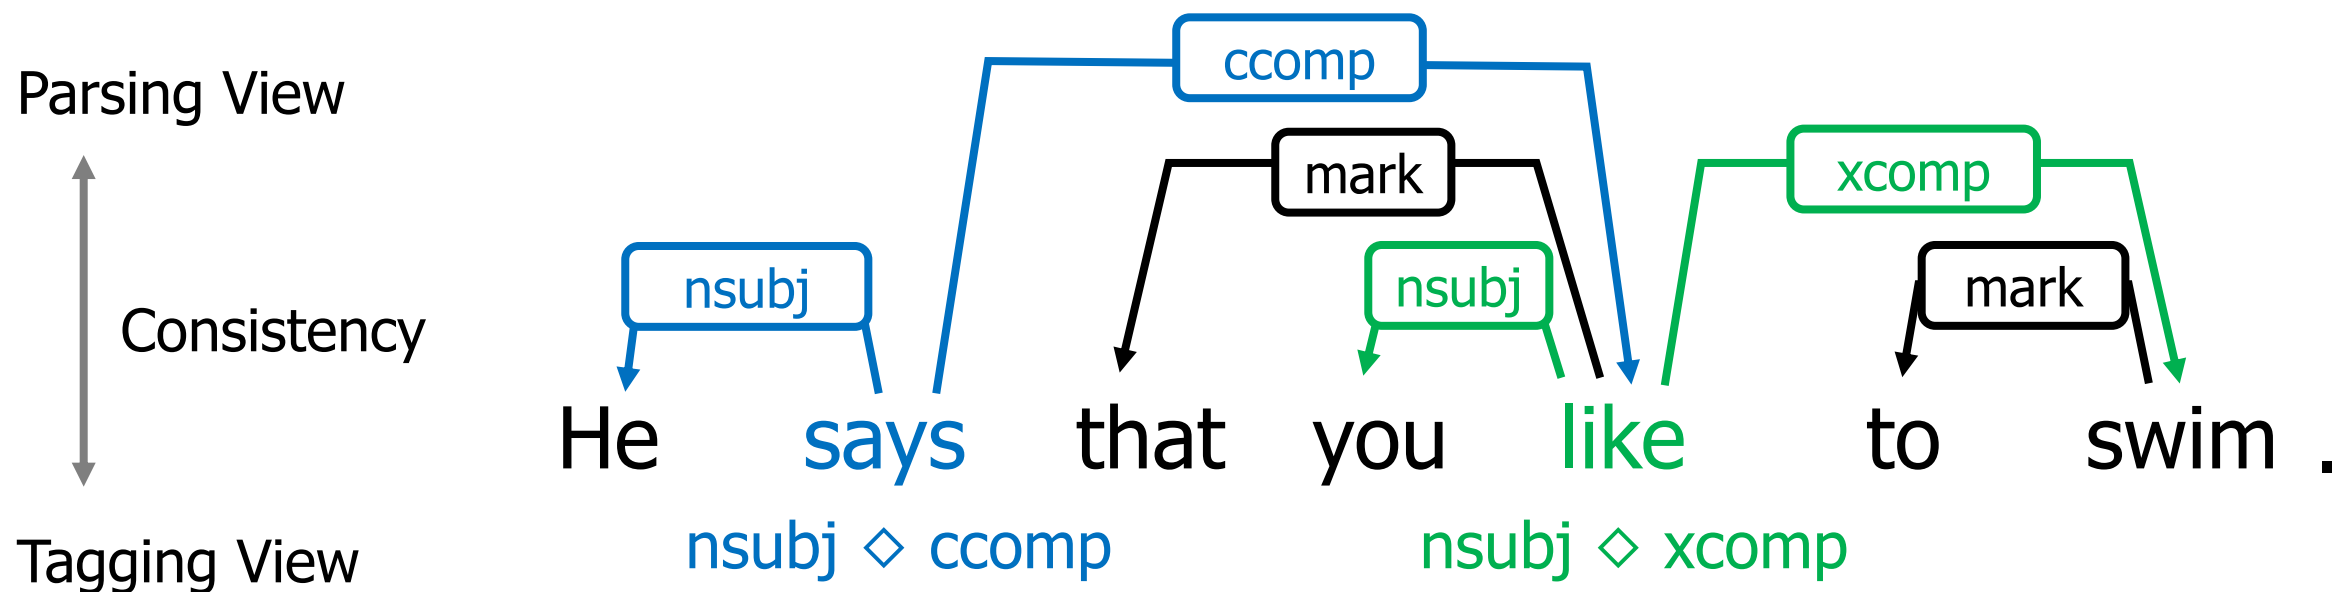 ccomp
Parsing View
mark
xcomp
nsubj
nsubj
mark
Consistency
He says that you like to swim .
nsubj ◇ ccomp
nsubj ◇ xcomp
Tagging View